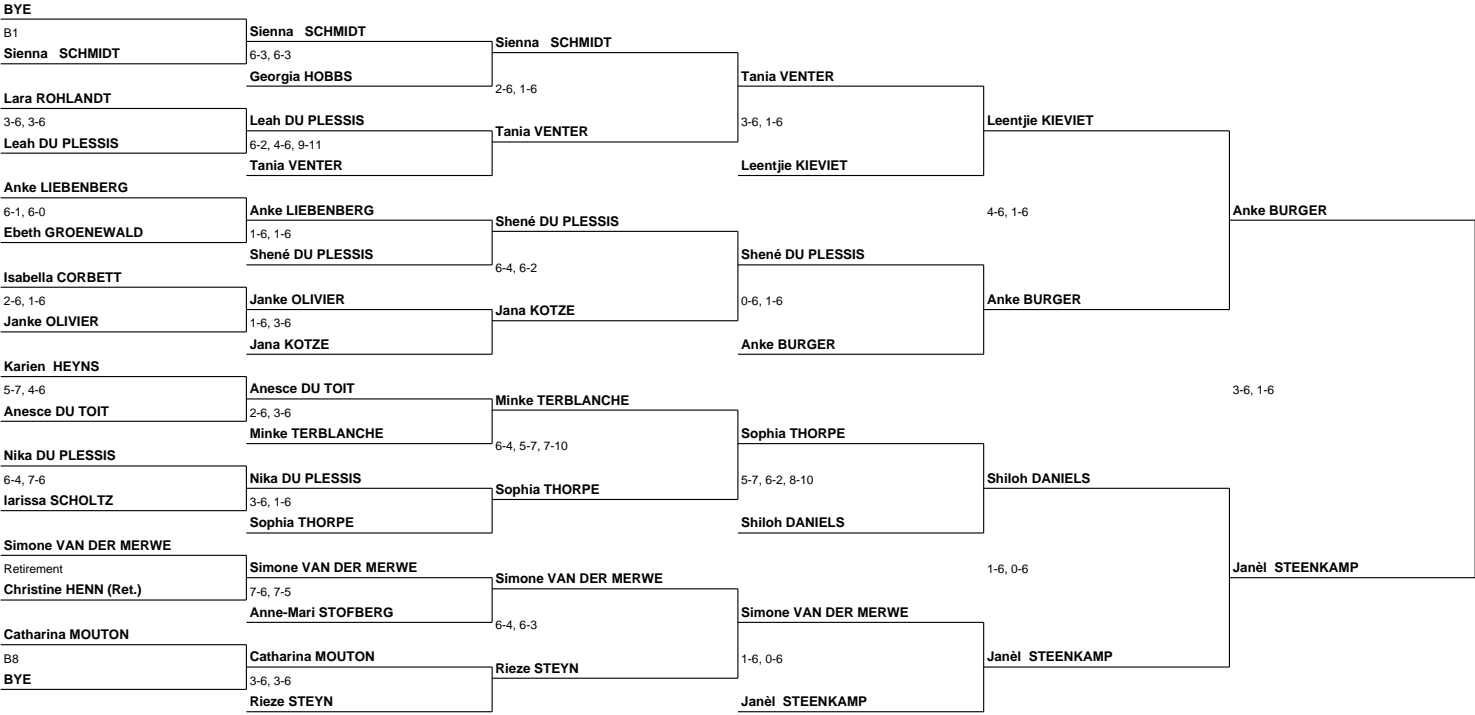 BYE
B1
Sienna SCHMIDT
Lara ROHLANDT
3-6, 3-6
Leah DU PLESSIS
Anke LIEBENBERG
6-1, 6-0
Ebeth GROENEWALD
Isabella CORBETT
2-6, 1-6
Janke OLIVIER
Karien HEYNS
5-7, 4-6
Anesce DU TOIT
Nika DU PLESSIS
6-4, 7-6
larissa SCHOLTZ
Simone VAN DER MERWE
Retirement
Christine HENN (Ret.)
Catharina MOUTON
B8
BYE
Sienna SCHMIDT
6-3, 6-3
Georgia HOBBS
Leah DU PLESSIS
6-2, 4-6, 9-11
Tania VENTER
Anke LIEBENBERG
1-6, 1-6
Shené DU PLESSIS
Janke OLIVIER
1-6, 3-6
Jana KOTZE
Anesce DU TOIT
2-6, 3-6
Minke TERBLANCHE
Nika DU PLESSIS
3-6, 1-6
Sophia THORPE
Simone VAN DER MERWE
7-6, 7-5
Anne-Mari STOFBERG
Catharina MOUTON
3-6, 3-6
Rieze STEYN
Sienna SCHMIDT
2-6, 1-6
Tania VENTER
Shené DU PLESSIS
6-4, 6-2
Jana KOTZE
Minke TERBLANCHE
6-4, 5-7, 7-10
Sophia THORPE
Simone VAN DER MERWE
6-4, 6-3
Rieze STEYN
Tania VENTER
3-6, 1-6
Leentjie KIEVIET
Shené DU PLESSIS
0-6, 1-6
Anke BURGER
Sophia THORPE
5-7, 6-2, 8-10
Shiloh DANIELS
Simone VAN DER MERWE
1-6, 0-6
Janèl STEENKAMP
Leentjie KIEVIET
4-6, 1-6
Anke BURGER
Shiloh DANIELS
1-6, 0-6
Janèl STEENKAMP
Anke BURGER
3-6, 1-6
Janèl STEENKAMP